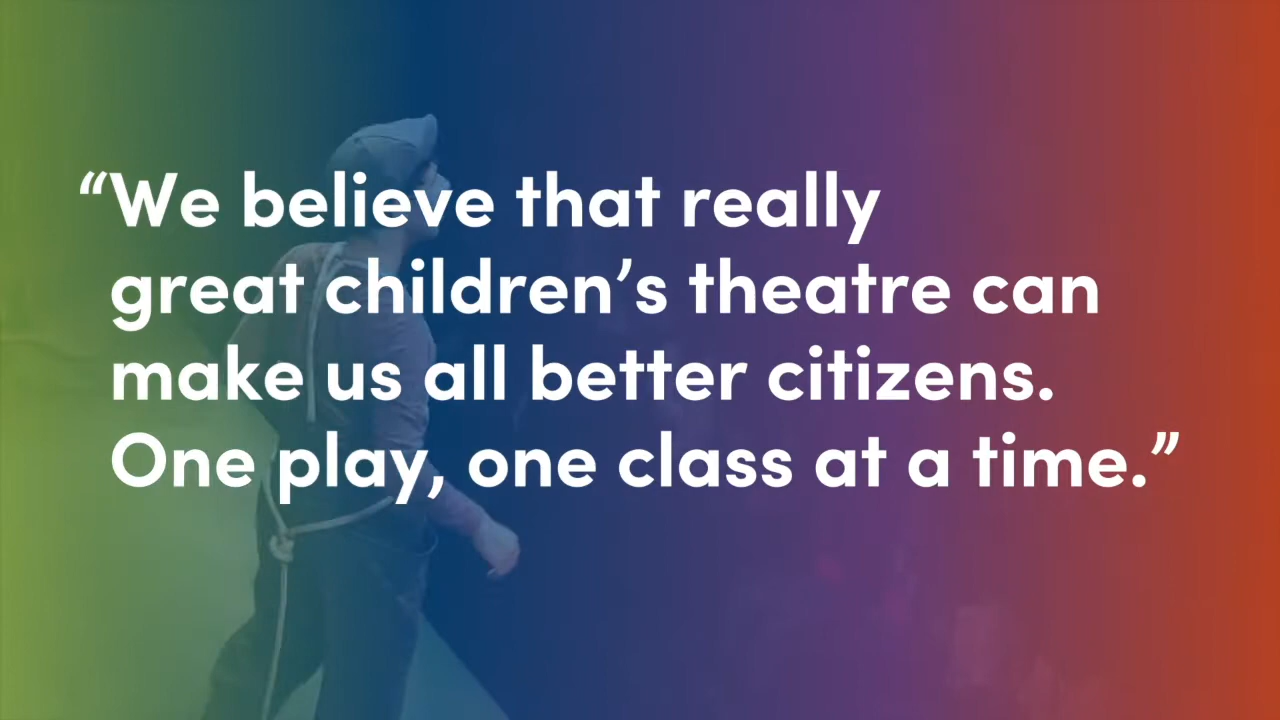 “We believe that really
great children’s theatre can
make us all better citizens.
One play, one class at a time.”